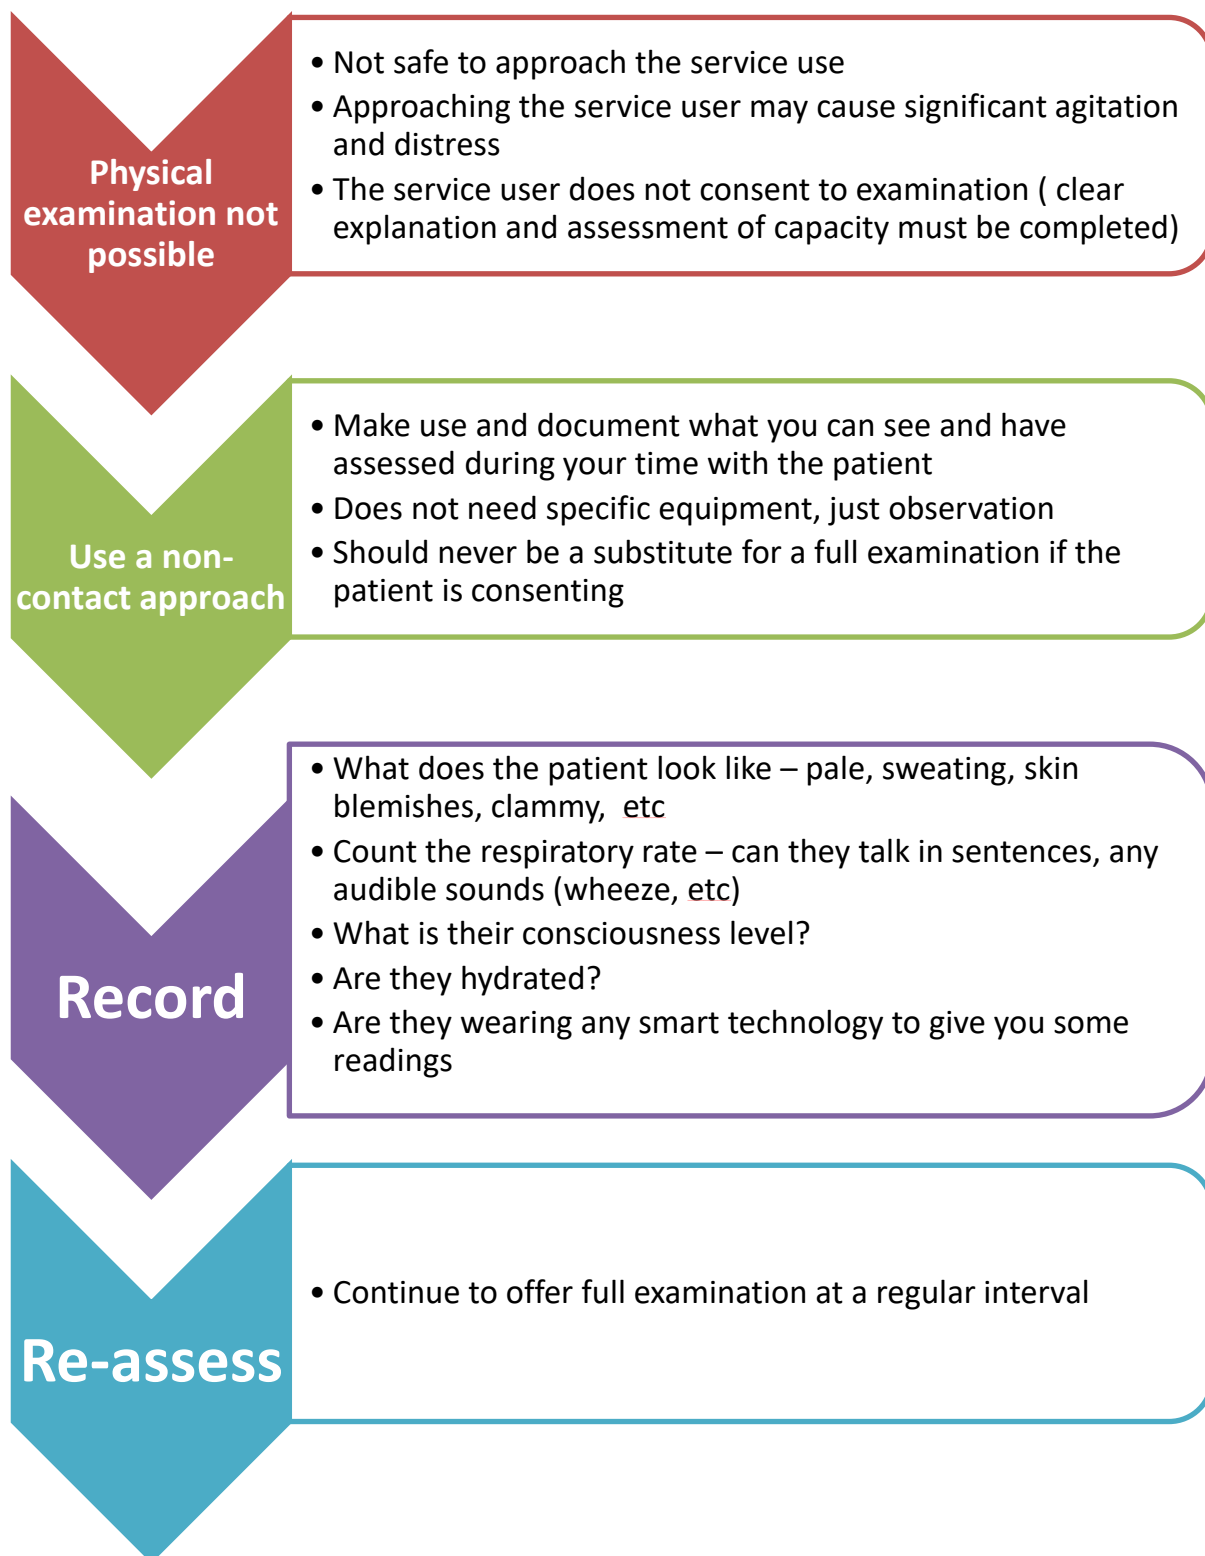 Physical
examination not
possible
• Not safe to approach the service use
• Approaching the service user may cause significant agitation
and distress
• The service user does not consent to examination ( clear
explanation and assessment of capacity must be completed)
Use a non-
contact approach
• Make use and document what you can see and have
assessed during your time with the patient
• Does not need specific equipment, just observation
• Should never be a substitute for a full examination if the
patient is consenting
Record
• What does the patient look like – pale, sweating, skin
blemishes, clammy,  etc
• Count the respiratory rate – can they talk in sentences, any
audible sounds (wheeze, etc)
• What is their consciousness level?
• Are they hydrated?
• Are they wearing any smart technology to give you some
readings
Re-assess
• Continue to offer full examination at a regular interval